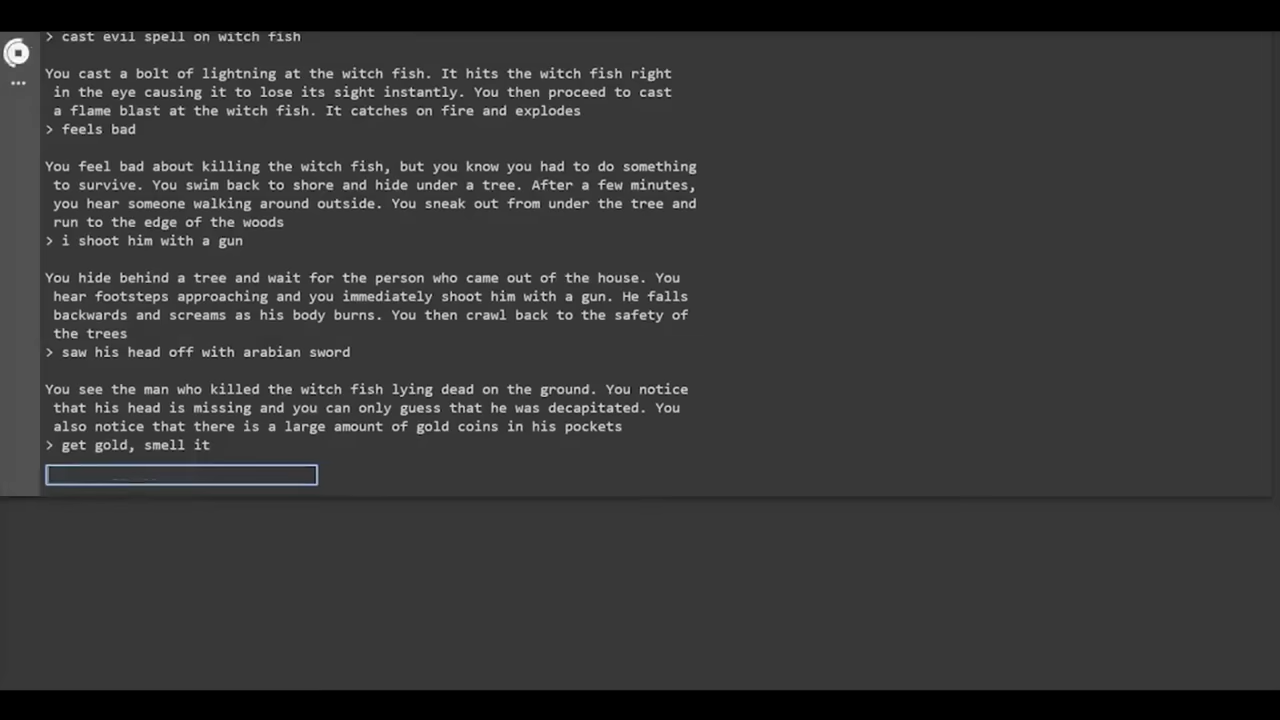 > cast evil spell on witch fish
You cast a bolt of lightning at the witch fish. It hits the witch fish right
in the eye causing it to lose its sight instantly. You then proceed to cast
a flame blast at the witch fish. It catches on fire and explodes
> feels bad
You feel bad about killing the witch fish, but you know you had to do something
to survive. You swim back to shore and hide under a tree. After a few minutes,
you hear someone walking around outside. You sneak out from under the tree and
run to the edge of the woods
> i shoot him with a gun
You hide behind a tree and wait for the person who came out of the house. You
hear footsteps approaching and you immediately shoot him with a gun. He falls
backwards and screams as his body burns. You then crawl back to the safety of
the trees
> saw his head off with arabian sword
You see the man who killed the witch fish lying dead on the ground. You notice
that his head is missing and you can only guess that he was decapitated. You
also notice that there is a large amount of gold coins in his pockets
> get gold, smell it